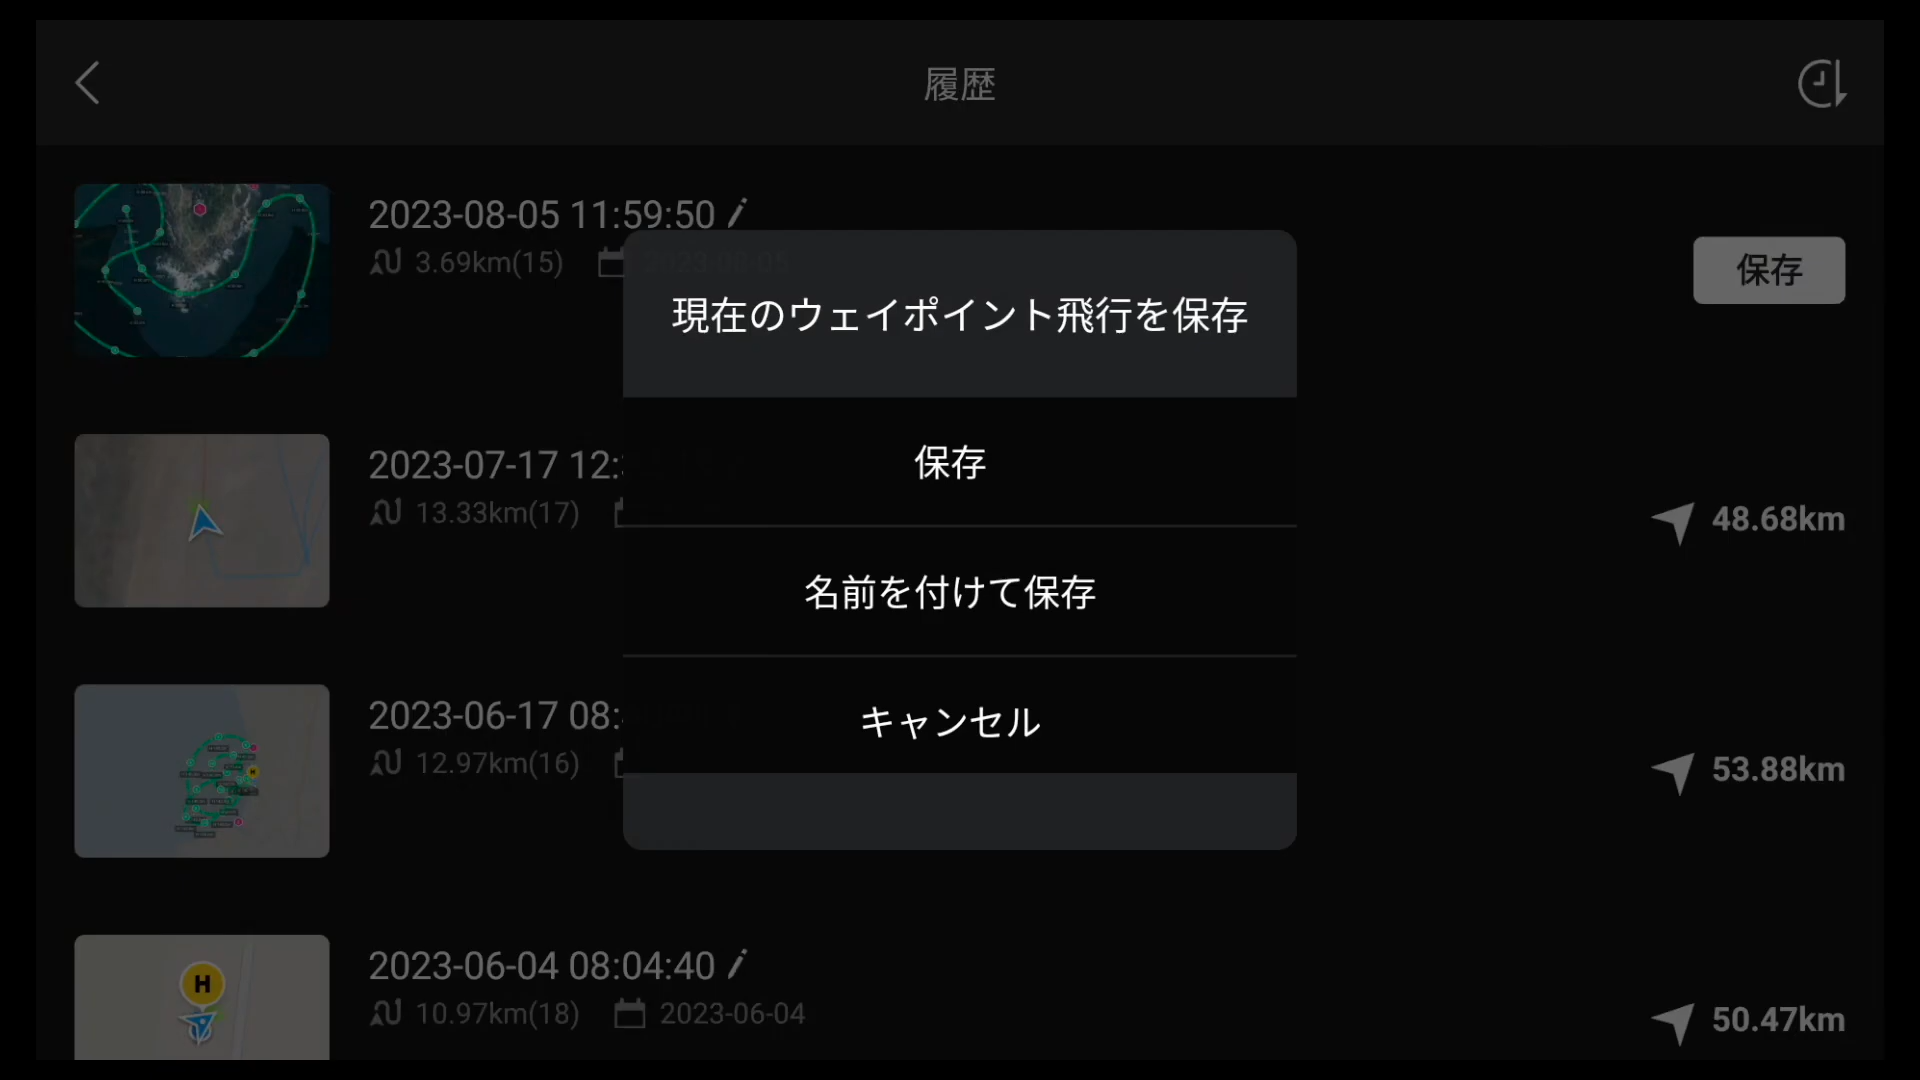 履歴
2023-08-05 11:59:50
3.69km(15)
保存
現在のウェイポイント飛行を保存
保存
名前を付けて保存
キャンセル
2023-07-17 12:
13.33km(17)
48.68km
2023-06-17 08:
12.97km(16)
53.88km
H
2023-06-04 08:04:40
10.97km(18) 2023-06-04
50.47km